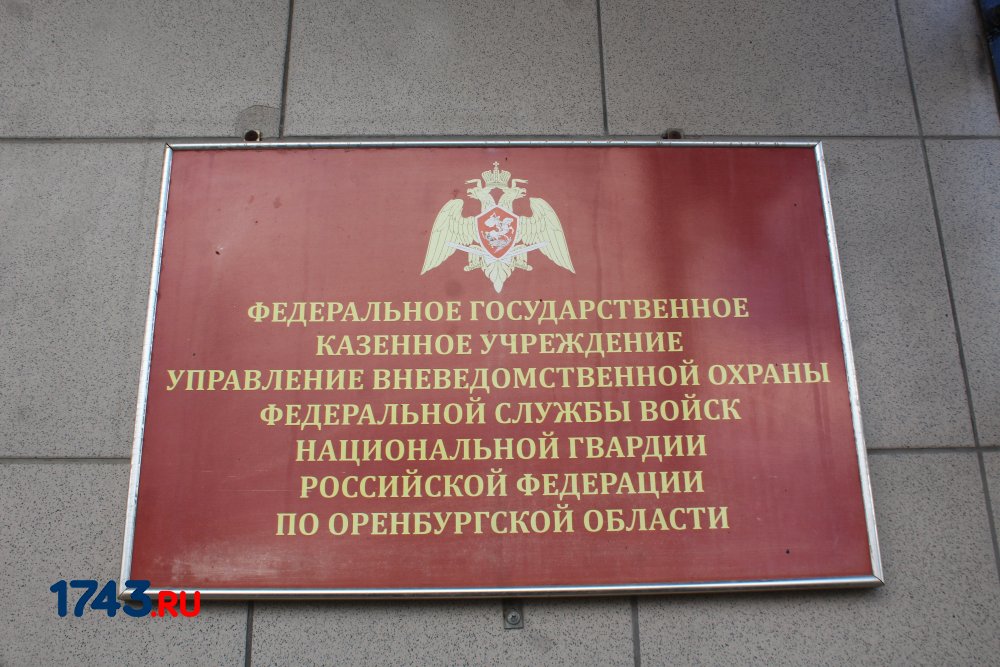 ФЕДЕРАЛЬНОЕ ГОСУДАРСТВЕННОЕ
КАЗЕННОЕ УЧРЕЖДЕНИЕ
УПРАВЛЕНИЕ ВНЕВЕДОМСТВЕННОЙ ОХРАНЫ
ФЕДЕРАЛЬНОЙ СЛУЖБЫ ВОЙСК
НАЦИОНАЛЬНОЙ ГВАРДИИ
РОССИЙСКОЙ ФЕДЕРАЦИИ
ПО ОРЕНБУРГСКОЙ ОБЛАСТИ
1743.RU